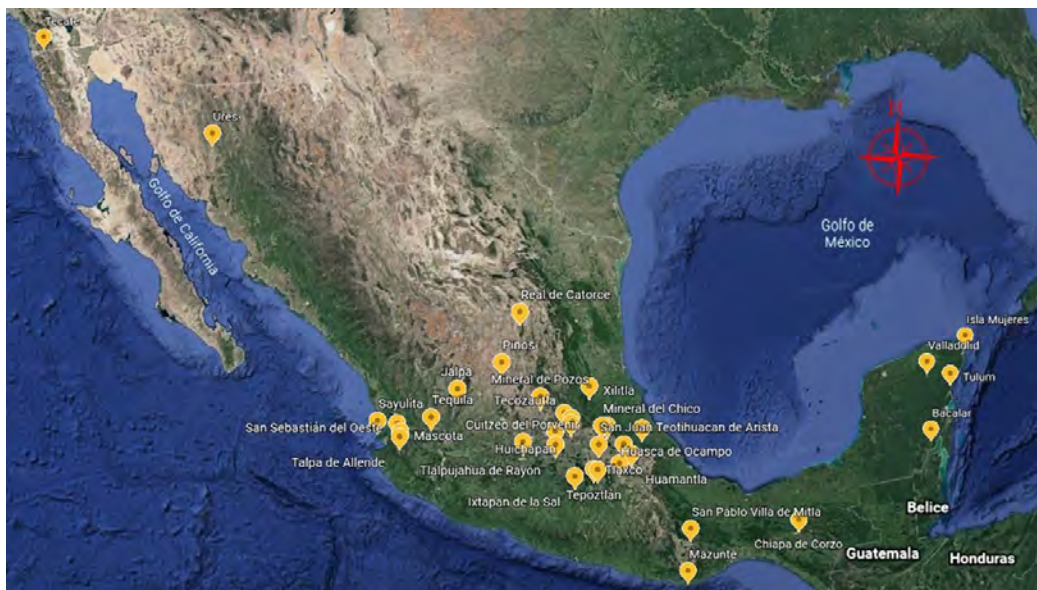 Tecate
N
Ures
Golfo de California
Golfo de
México
Real de Catorce
Isla Mujeres
Pinos
Valladolid
Jalpa
Mineral de Pozos
Tulum
Xilitla
Tequila
Tecozautla
Sayulita
Mineral del Chico
Bacalar
Cuitzeo del Porvenir
San Sebastián del Oeste
San Juan Teotihuacan de Arista
Mascota
Huichapan
Huasca de Ocampo
Talpa de Allende
Tlalpujahua de Rayón
Tlaxco
Huamantla
Ixtapan de la Sal
Tepoztlán
Belice
San Pablo Villa de Mitla
Chiapa de Corzo
Mazunte
Guatemala
Honduras